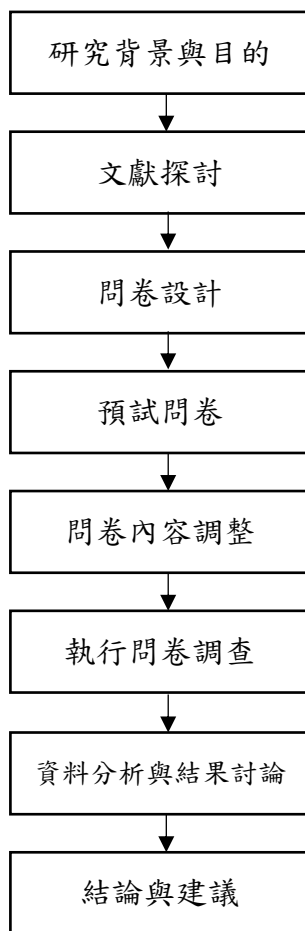 研究背景與目的
文獻探討
問卷設計
預試問卷
問卷內容調整
執行問卷調查
資料分析與結果討論
結論與建議